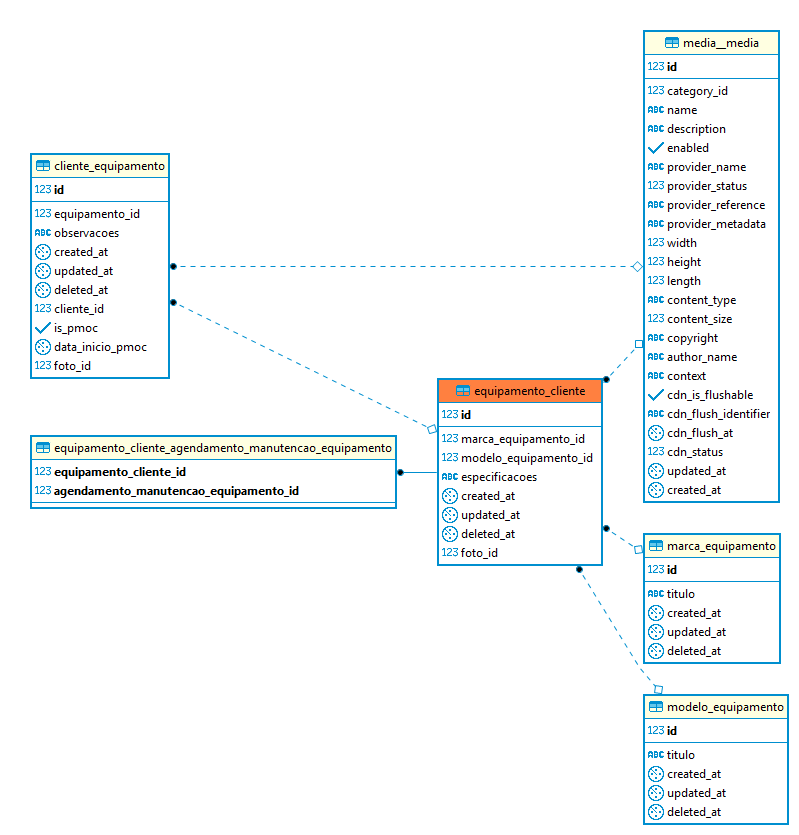 cliente_equipamento
123 id
123 equipamento_id
ABC observacoes
created_at
updated_at
deleted_at
123 cliente_id
is_pmoc
data_inicio_pmoc
123 foto_id
equipamento_cliente_agendamento_manutencao_equipamento
123 equipamento_cliente_id
123 agendamento_manutencao_equipamento_id
equipamento_cliente
123 id
123 marca_equipamento_id
123 modelo_equipamento_id
ABC especificacoes
created_at
updated_at
deleted_at
123 foto_id
media__media
123 id
123 category_id
ABC name
ABC description
enabled
ABC provider_name
123 provider_status
ABC provider_reference
ABC provider_metadata
123 width
123 height
123 length
ABC content_type
123 content_size
ABC copyright
ABC author_name
ABC context
cdn_is_flushable
ABC cdn_flush_identifier
cdn_flush_at
123 cdn_status
updated_at
created_at
marca_equipamento
123 id
ABC titulo
created_at
updated_at
deleted_at
modelo_equipamento
123 id
ABC titulo
created_at
updated_at
deleted_at